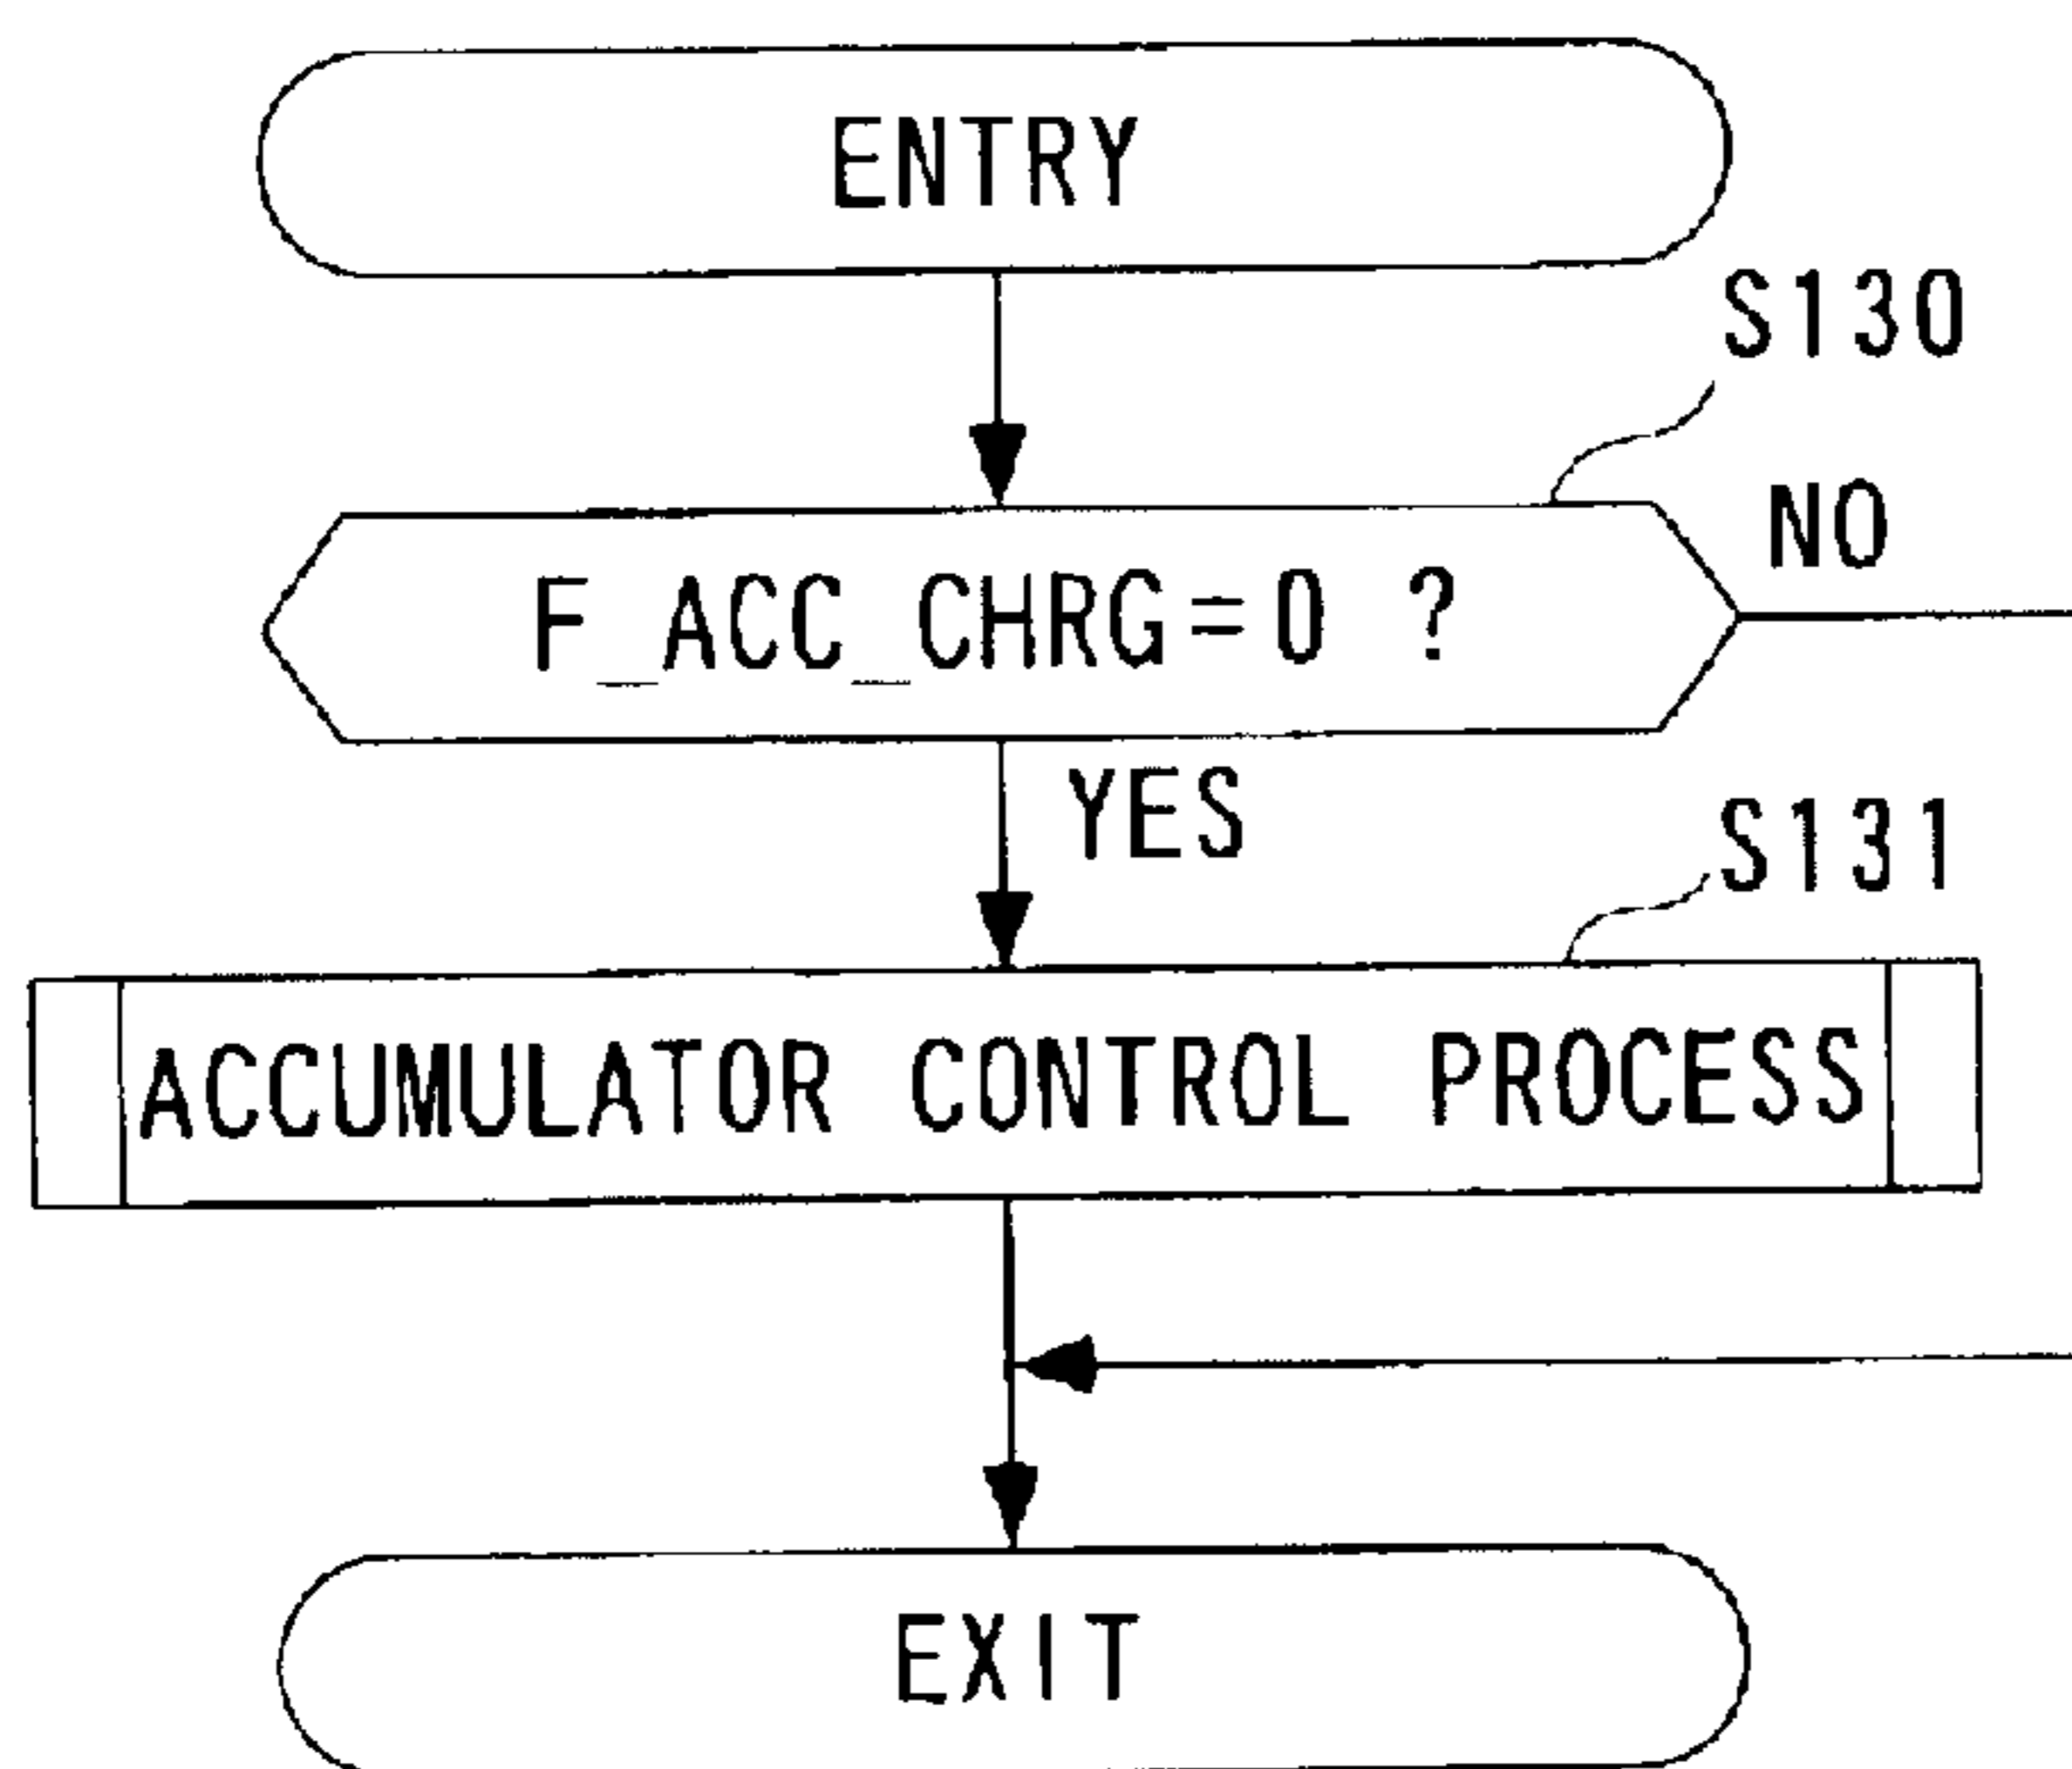 ENTRY
S130
F_ACC_CHRG=0 ?
NO
YES
S131
ACCUMULATOR CONTROL PROCESS
EXIT